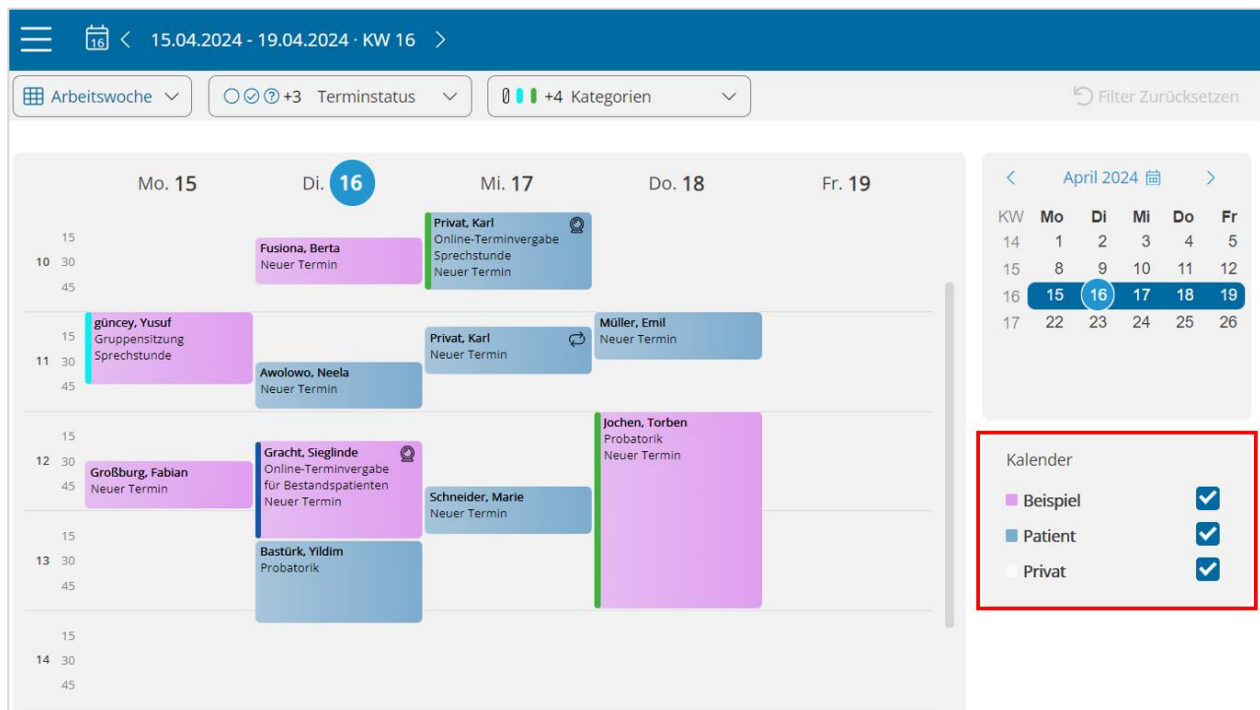 16
15.04.2024 - 19.04.2024 · KW 16
Arbeitswoche
+3 Terminstatus
+4 Kategorien
Filter Zurücksetzen
Mo. 15
Di. 16
Mi. 17
Do. 18
Fr. 19
15
10 30
45
15
11 30
45
15
12 30
45
15
13 30
45
15
14 30
45
güncey, Yusuf
Gruppensitzung
Sprechstunde
Großburg, Fabian
Neuer Termin
Fusiona, Berta
Neuer Termin
Awolowo, Neela
Neuer Termin
Gracht, Sieglinde
Online-Terminvergabe
für Bestandspatienten
Neuer Termin
Bastürk, Yildim
Probatorik
Privat, Karl
Online-Terminvergabe
Sprechstunde
Neuer Termin
Privat, Karl
Neuer Termin
Schneider, Marie
Neuer Termin
Müller, Emil
Neuer Termin
Jochen, Torben
Probatorik
Neuer Termin
April 2024
KW Mo Di Mi Do Fr
14 1 2 3 4 5
15 8 9 10 11 12
16 15 16 17 18 19
17 22 23 24 25 26
Kalender
Beispiel
Patient
Privat